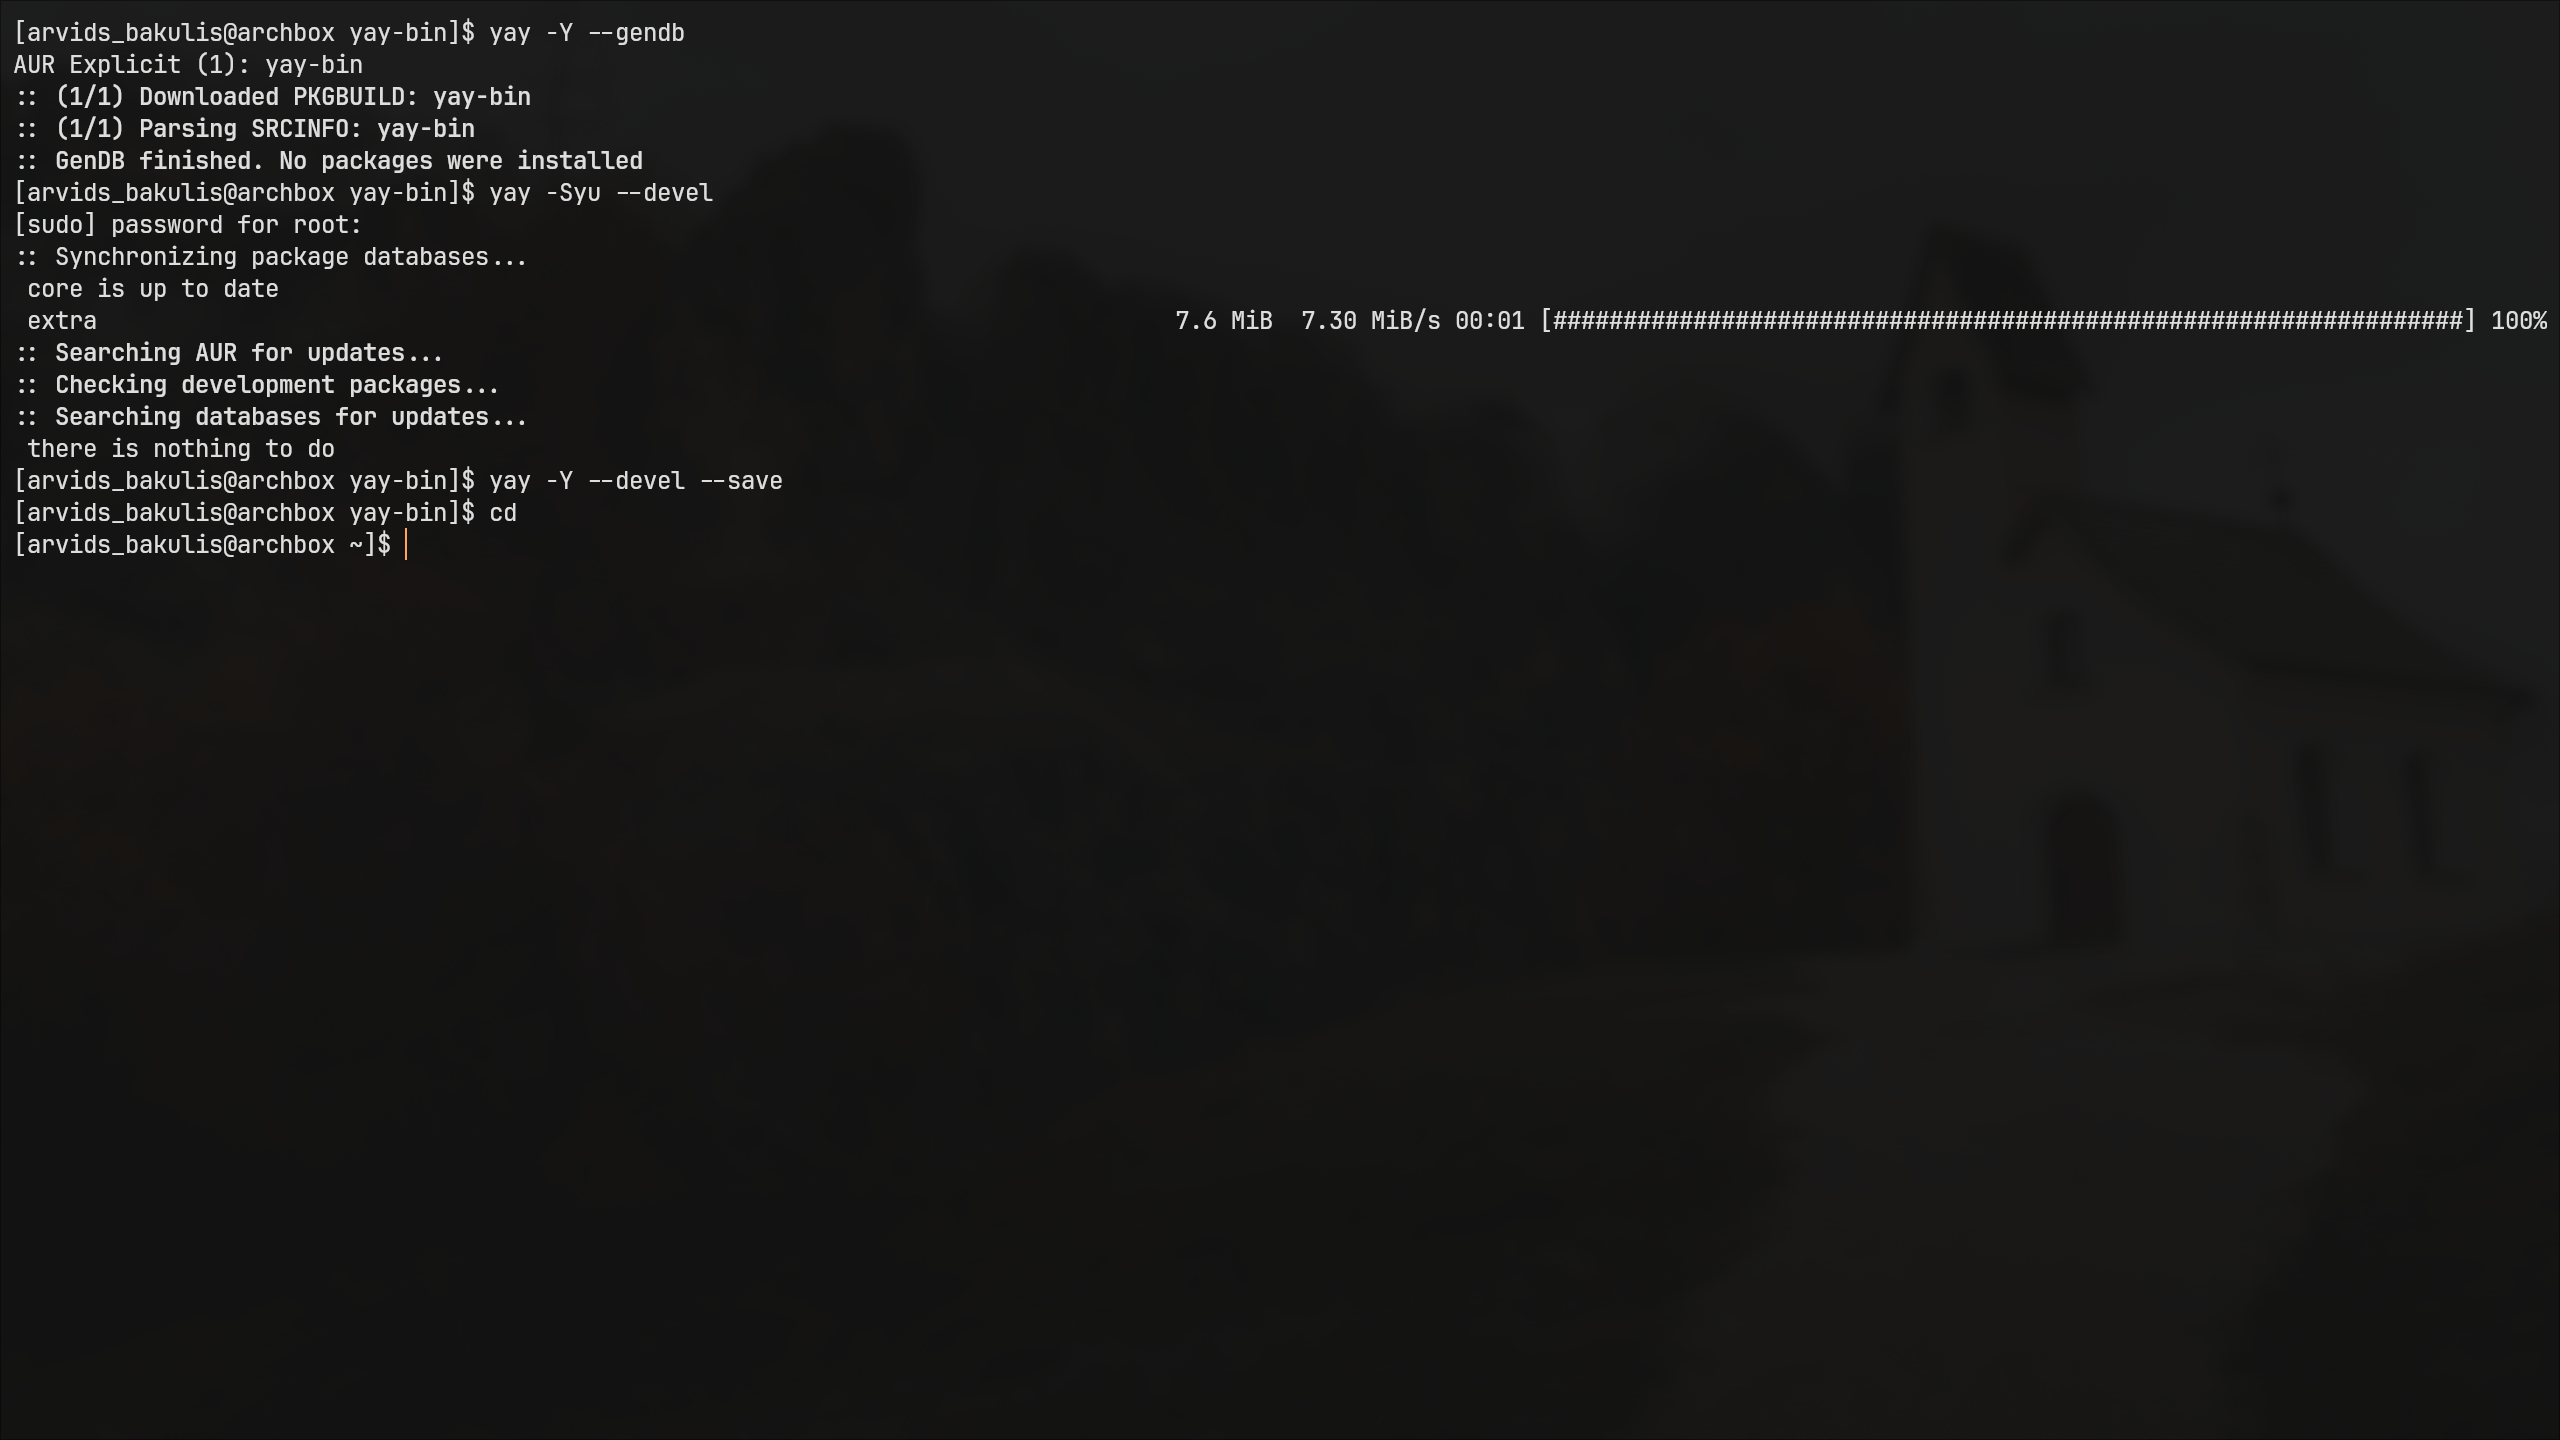 [arvids_bakulis@archbox yay-bin]$ yay -Y --gendb
AUR Explicit (1): yay-bin
:: (1/1) Downloaded PKGBUILD: yay-bin
:: (1/1) Parsing SRCINFO: yay-bin
:: GenDB finished. No packages were installed
[arvids_bakulis@archbox yay-bin]$ yay -Syu --devel
[sudo] password for root:
:: Synchronizing package databases...
 core is up to date
 extra 7.6 MiB 7.30 MiB/s 00:01 [#################################################################] 100%
:: Searching AUR for updates...
:: Checking development packages...
:: Searching databases for updates...
 there is nothing to do
[arvids_bakulis@archbox yay-bin]$ yay -Y --devel --save
[arvids_bakulis@archbox yay-bin]$ cd
[arvids_bakulis@archbox ~]$